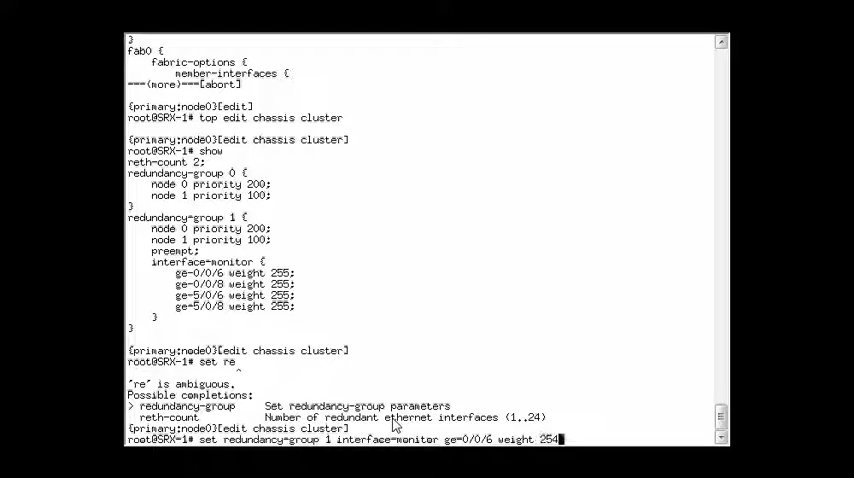 }
fab0 {
    fabric-options {
        member-interfaces {
---(more)---[abort]

{primary:node0}[edit]
root@SRX-1# top edit chassis cluster

{primary:node0}[edit chassis cluster]
root@SRX-1# show
reth-count 2;
redundancy-group 0 {
    node 0 priority 200;
    node 1 priority 100;
}
redundancy-group 1 {
    node 0 priority 200;
    node 1 priority 100;
    preempt;
    interface-monitor {
        ge-0/0/6 weight 255;
        ge-0/0/8 weight 255;
        ge-5/0/6 weight 255;
        ge-5/0/8 weight 255;
    }
}

{primary:node0}[edit chassis cluster]
root@SRX-1# set re
                  ^
're' is ambiguous.
Possible completions:
> redundancy-group     Set redundancy-group parameters
  reth-count           Number of redundant ethernet interfaces (1..24)
{primary:node0}[edit chassis cluster]
root@SRX-1# set redundancy-group 1 interface-monitor ge-0/0/6 weight 254